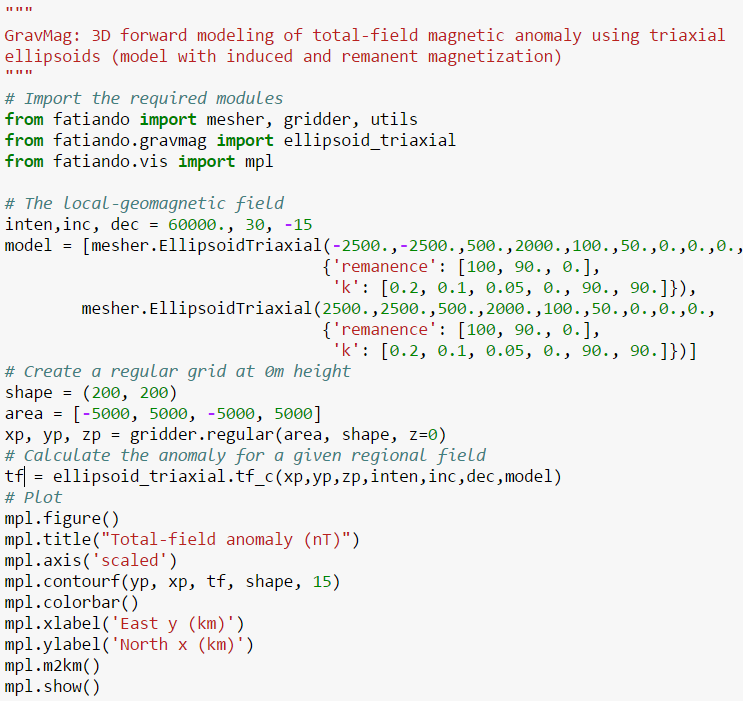 """
GravMag: 3D forward modeling of total-field magnetic anomaly using triaxial
ellipsoids (model with induced and remanent magnetization)
"""
# Import the required modules
from fatiando import mesher, gridder, utils
from fatiando.gravmag import ellipsoid_triaxial
from fatiando.vis import mpl

# The local-geomagnetic field
inten,inc, dec = 60000., 30, -15
model = [mesher.EllipsoidTriaxial(-2500.,-2500.,500.,2000.,100.,50.,0.,0.,0.,
                                 {'remanence': [100, 90., 0.],
                                  'k': [0.2, 0.1, 0.05, 0., 90., 90.]}),
        mesher.EllipsoidTriaxial(2500.,2500.,500.,2000.,100.,50.,0.,0.,0.,
                                 {'remanence': [100, 90., 0.],
                                  'k': [0.2, 0.1, 0.05, 0., 90., 90.]})]
# Create a regular grid at 0m height
shape = (200, 200)
area = [-5000, 5000, -5000, 5000]
xp, yp, zp = gridder.regular(area, shape, z=0)
# Calculate the anomaly for a given regional field
tf = ellipsoid_triaxial.tf_c(xp,yp,zp,inten,inc,dec,model)
# Plot
mpl.figure()
mpl.title("Total-field anomaly (nT)")
mpl.axis('scaled')
mpl.contourf(yp, xp, tf, shape, 15)
mpl.colorbar()
mpl.xlabel('East y (km)')
mpl.ylabel('North x (km)')
mpl.m2km()
mpl.show()